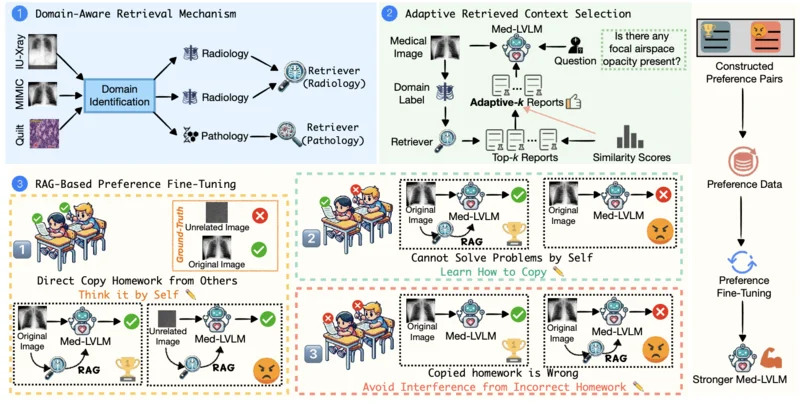 1 Domain-Aware Retrieval Mechanism
IU-Xray
MIMIC
Quilt
Domain
Identification
Radiology
Radiology
Pathology
Retriever
(Radiology)
Retriever
(Pathology)
2 Adaptive Retrieved Context Selection
Medical
Image
Med-LVLM
Question
Is there any
focal airspace
opacity present?
Domain
Label
Adaptive-k Reports
Retriever
Top-k Reports
Similarity Scores
3 RAG-Based Preference Fine-Tuning
1
Ground-Truth
Unrelated Image
Original Image
Direct Copy Homework from Others
Think it by Self
Original
Image
Med-LVLM
RAG
Unrelated
Image
Med-LVLM
RAG
2
Original
Image
Med-LVLM
RAG
Original
Image
Med-LVLM
Cannot Solve Problems by Self
Learn How to Copy
3
Original
Image
Med-LVLM
Original
Image
Med-LVLM
RAG
Copied homework is Wrong
Avoid Interference from Incorrect Homework
Constructed
Preference Pairs
Preference Data
Preference
Fine-Tuning
Stronger Med-LVLM